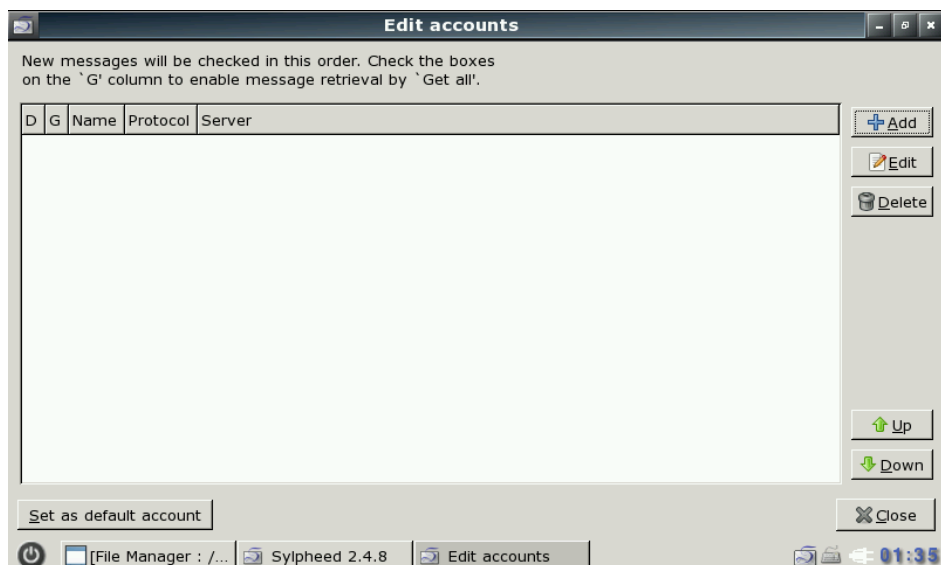 Edit accounts
New messages will be checked in this order. Check the boxes
on the `G' column to enable message retrieval by `Get all'.
D G Name Protocol Server
Add
Edit
Delete
Up
Down
Set as default account
Close
[File Manager : /...
Sylpheed 2.4.8
Edit accounts
01:35